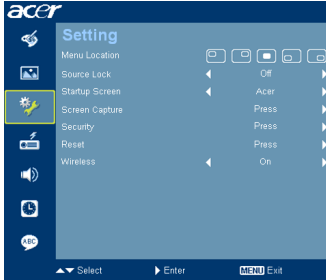 acer
Setting
Menu Location
Source Lock Off
Startup Screen Acer
Screen Capture Press
Security Press
Reset Press
Wireless On
ABC
Select Enter MENU Exit